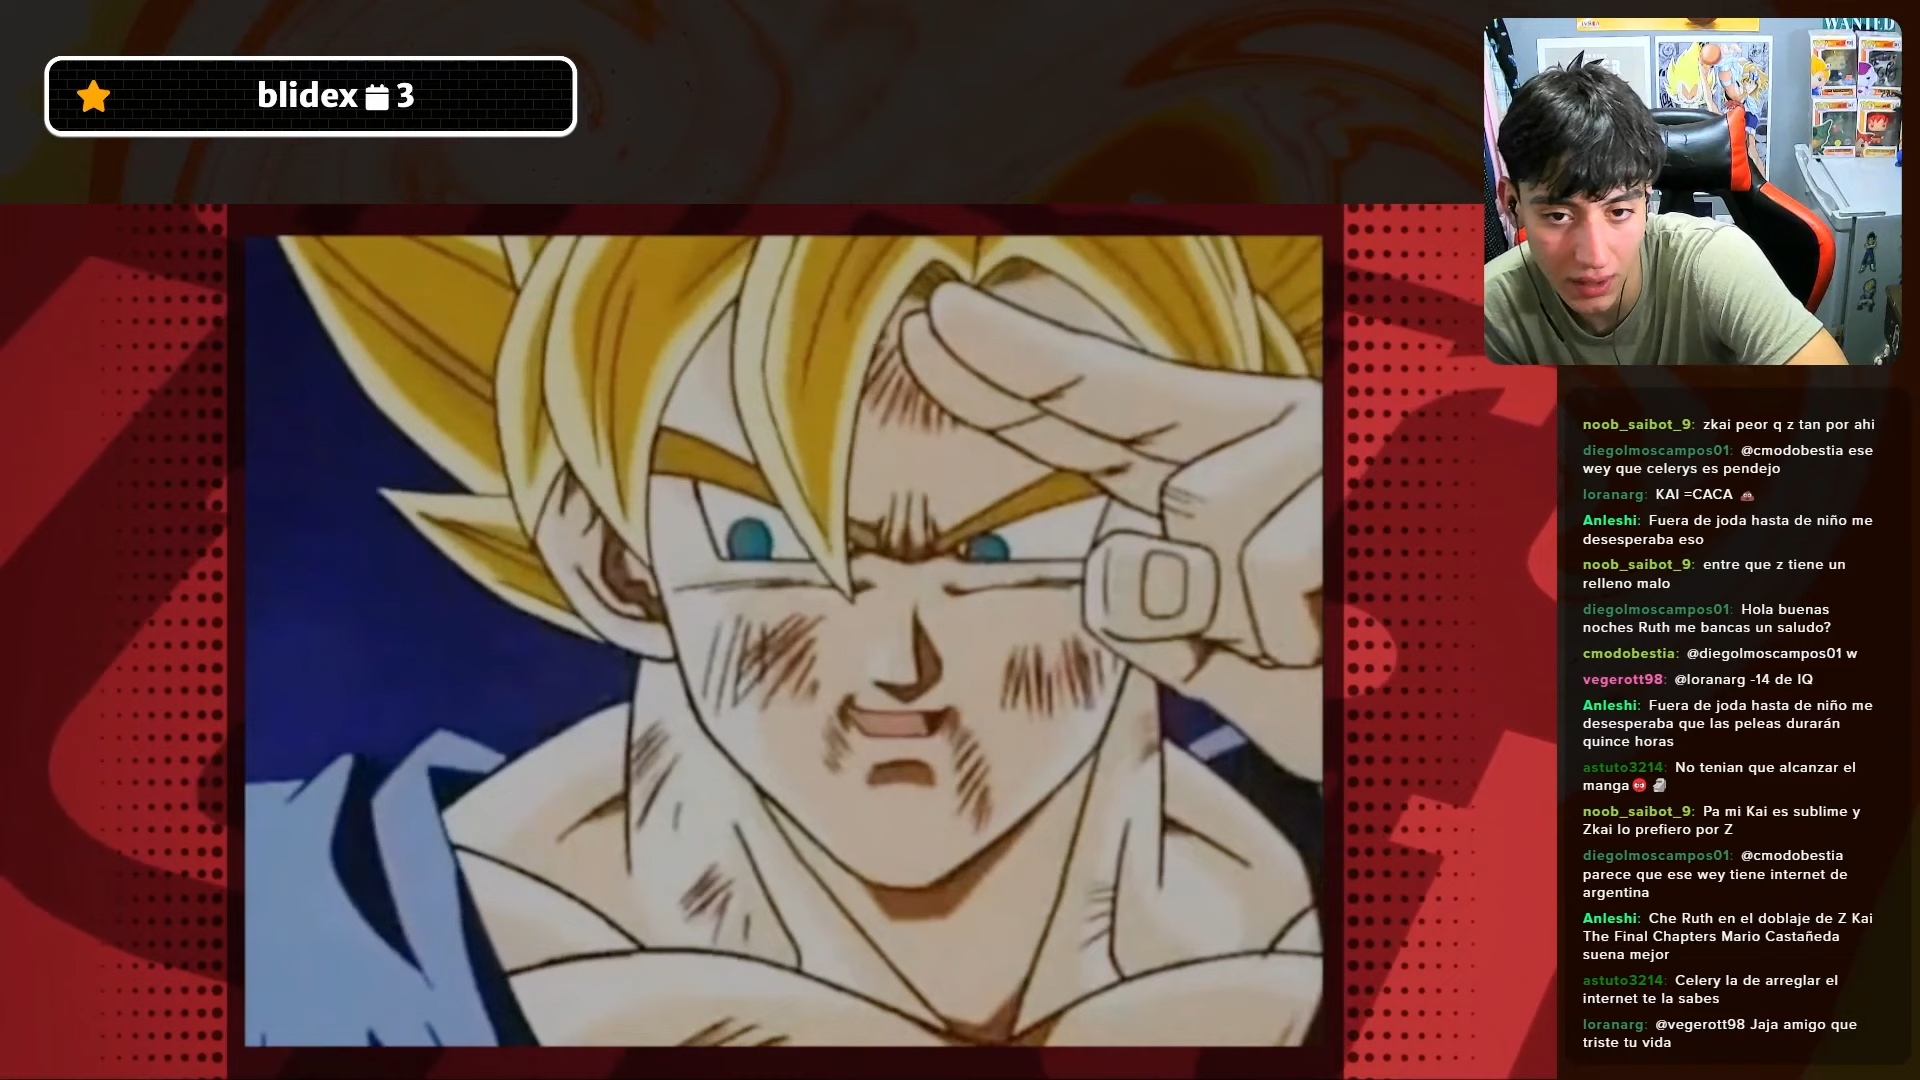 blidex 3
WANTED
noob_saibot_9: zkai peor q z tan por ahi
diegolmoscampos01: @cmodobestia ese
wey que celerys es pendejo
loranarg: KAI =CACA 💩
Anleshi: Fuera de joda hasta de niño me
desesperaba eso
noob_saibot_9: entre que z tiene un
relleno malo
diegolmoscampos01: Hola buenas
noches Ruth me bancas un saludo?
cmodobestia: @diegolmoscampos01 w
vegerott98: @loranarg -14 de IQ
Anleshi: Fuera de joda hasta de niño me
desesperaba que las peleas durarán
quince horas
astuto3214: No tenian que alcanzar el
manga
noob_saibot_9: Pa mi Kai es sublime y
Zkai lo prefiero por Z
diegolmoscampos01: @cmodobestia
parece que ese wey tiene internet de
argentina
Anleshi: Che Ruth en el doblaje de Z Kai
The Final Chapters Mario Castañeda
suena mejor
astuto3214: Celery la de arreglar el
internet te la sabes
loranarg: @vegerott98 Jaja amigo que
triste tu vida